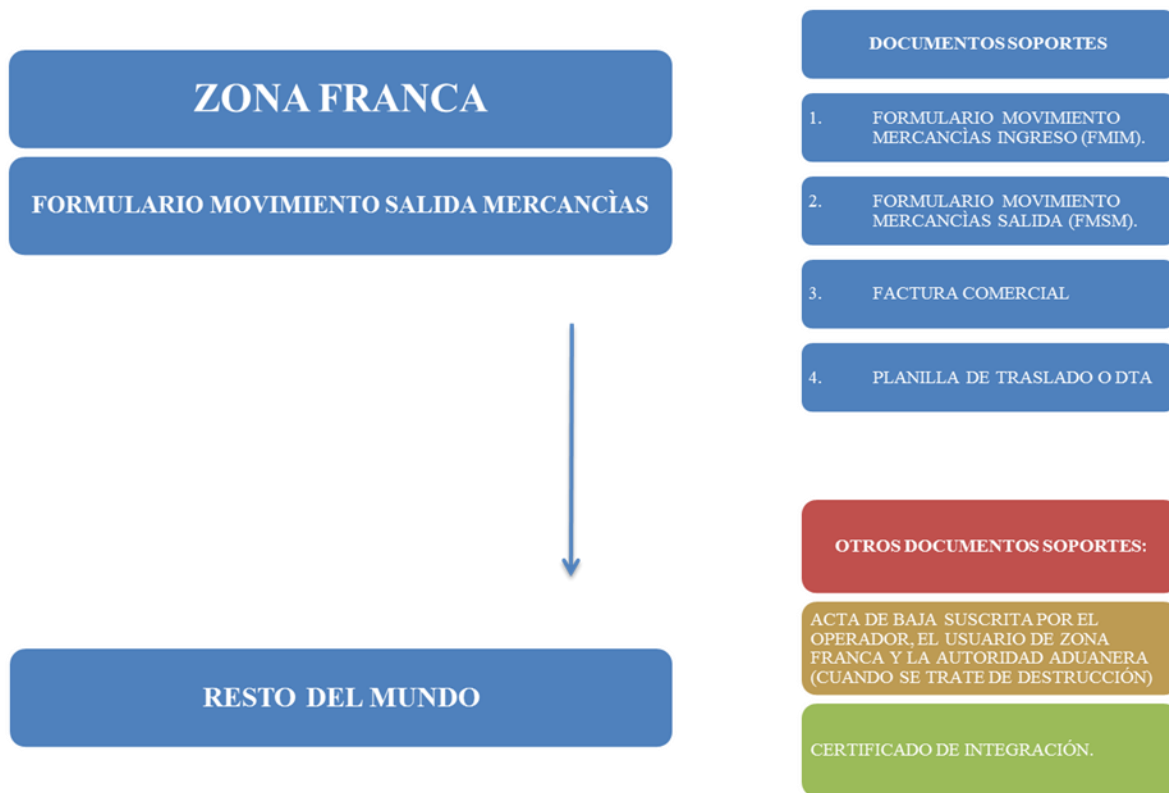 ZONA FRANCA
FORMULARIO MOVIMIENTO SALIDA MERCANCÌAS
RESTO DEL MUNDO
DOCUMENTOS SOPORTES
1. FORMULARIO MOVIMIENTO
MERCANCÌAS INGRESO (FMIM).
2. FORMULARIO MOVIMIENTO
MERCANCÌAS SALIDA (FMSM).
3. FACTURA COMERCIAL
4. PLANILLA DE TRASLADO O DTA
OTROS DOCUMENTOS SOPORTES:
ACTA DE BAJA SUSCRITA POR EL
OPERADOR, EL USUARIO DE ZONA
FRANCA Y LA AUTORIDAD ADUANERA
(CUANDO SE TRATE DE DESTRUCCIÓN)
CERTIFICADO DE INTEGRACIÓN.